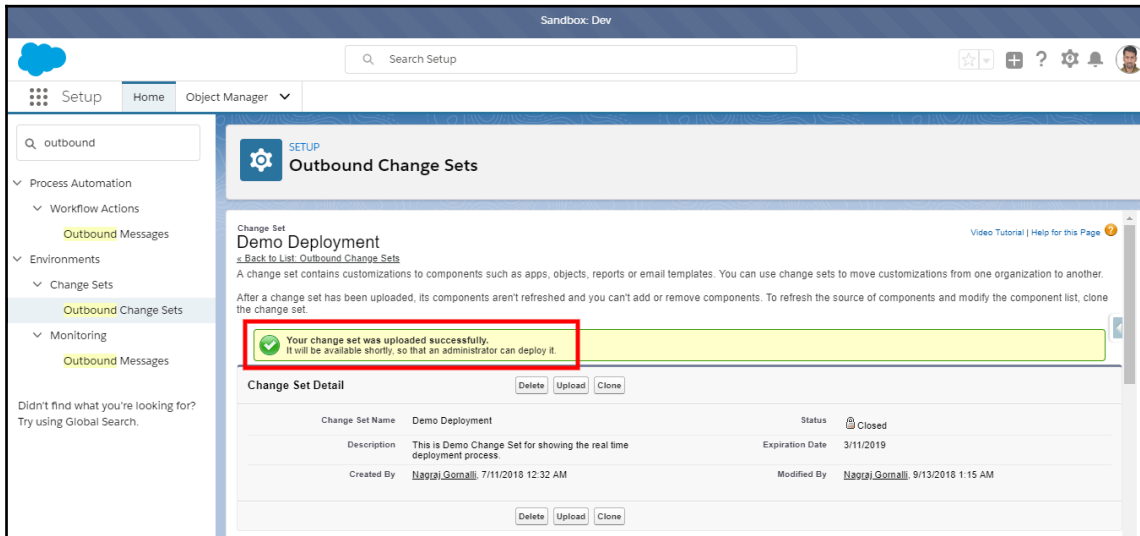 Sandbox: Dev
Search Setup
Setup
Home
Object Manager
outbound
Process Automation
Workflow Actions
Outbound Messages
Environments
Change Sets
Outbound Change Sets
Monitoring
Outbound Messages
Didn't find what you're looking for?
Try using Global Search.
SETUP
Outbound Change Sets
Change Set
Demo Deployment
Video Tutorial | Help for this Page
« Back to List: Outbound Change Sets
A change set contains customizations to components such as apps, objects, reports or email templates. You can use change sets to move customizations from one organization to another.
After a change set has been uploaded, its components aren't refreshed and you can't add or remove components. To refresh the source of components and modify the component list, clone
the change set.
Your change set was uploaded successfully.
It will be available shortly, so that an administrator can deploy it.
Change Set Detail
Delete Upload Clone
Change Set Name Demo Deployment Status Closed
Description This is Demo Change Set for showing the real time Expiration Date 3/11/2019
deployment process.
Created By Nagraj Gornalli, 7/11/2018 12:32 AM Modified By Nagraj Gornalli, 9/13/2018 1:15 AM
Delete Upload Clone